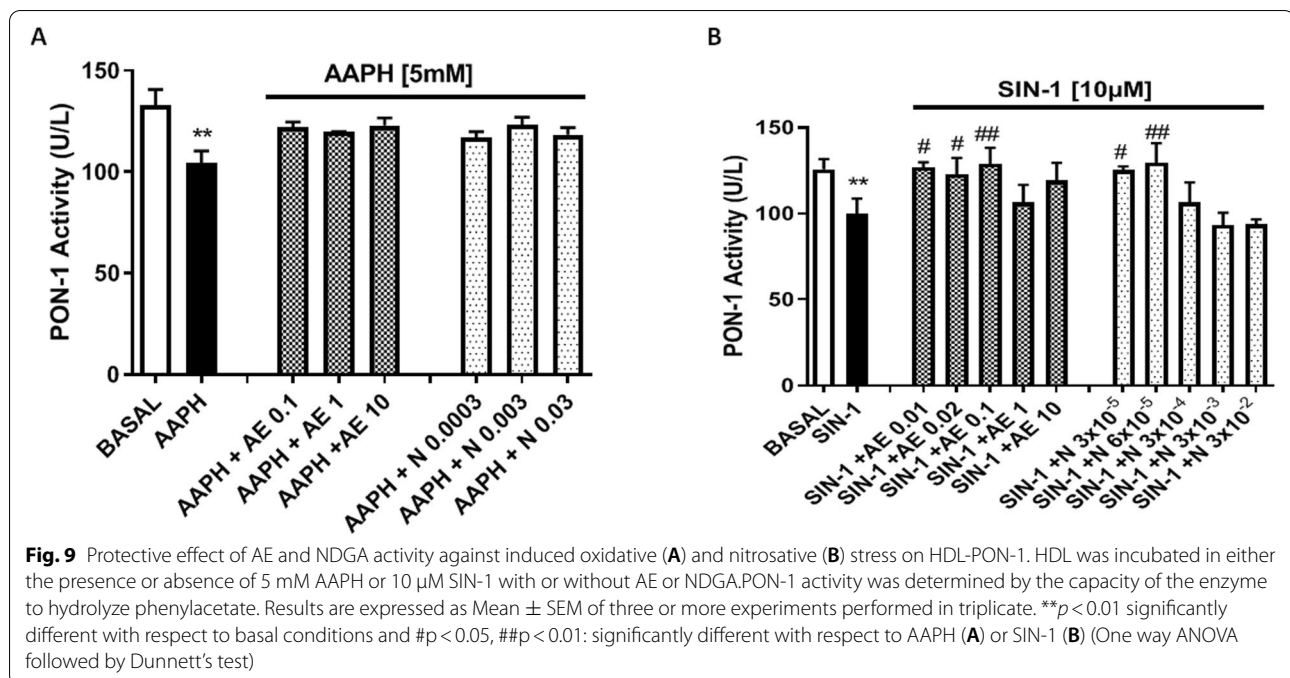 A
AAPH [5mM]
**
PON-1 Activity (U/L)
150
100
50
0
BASAL
AAPH
AAPH + AE 0.1
AAPH + AE 1
AAPH +AE 10
AAPH + N 0.0003
AAPH + N 0.003
AAPH + N 0.03
B
SIN-1 [10µM]
**
#
#
##
#
##
PON-1 Activity (U/L)
150
100
50
0
BASAL
SIN-1
SIN-1 +AE 0.01
SIN-1 +AE 0.02
SIN-1 +AE 0.1
SIN-1 +AE 1
SIN-1 +AE 10
SIN-1 +N 3x10⁻⁵
SIN-1 +N 6x10⁻⁵
SIN-1 +N 3x10⁻⁴
SIN-1 +N 3x10⁻³
SIN-1 +N 3x10⁻²
Fig. 9 Protective effect of AE and NDGA activity against induced oxidative (A) and nitrosative (B) stress on HDL-PON-1. HDL was incubated in either
the presence or absence of 5 mM AAPH or 10 µM SIN-1 with or without AE or NDGA.PON-1 activity was determined by the capacity of the enzyme
to hydrolyze phenylacetate. Results are expressed as Mean ± SEM of three or more experiments performed in triplicate. **p < 0.01 significantly
different with respect to basal conditions and #p < 0.05, ##p < 0.01: significantly different with respect to AAPH (A) or SIN-1 (B) (One way ANOVA
followed by Dunnett's test)